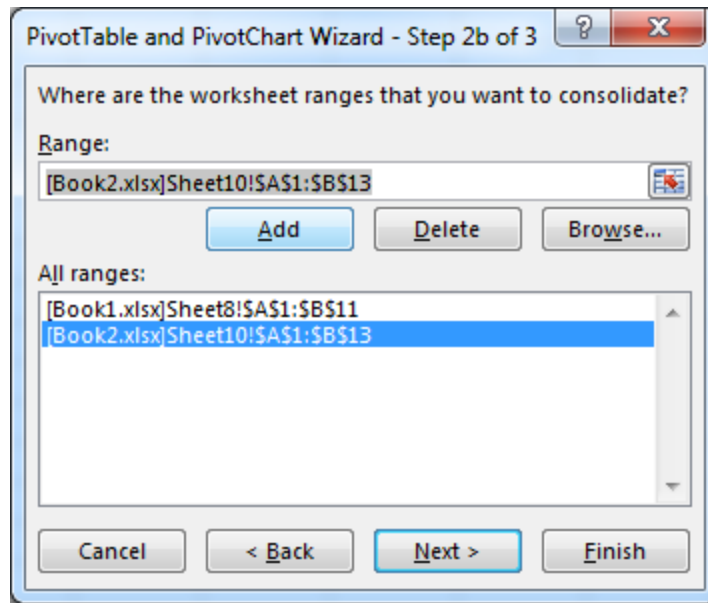 PivotTable and PivotChart Wizard - Step 2b of 3 ? X
Where are the worksheet ranges that you want to consolidate?
Range:
[Book2.xlsx]Sheet10!$A$1:$B$13
Add Delete Browse...
All ranges:
[Book1.xlsx]Sheet8!$A$1:$B$11
[Book2.xlsx]Sheet10!$A$1:$B$13
Cancel < Back Next > Finish